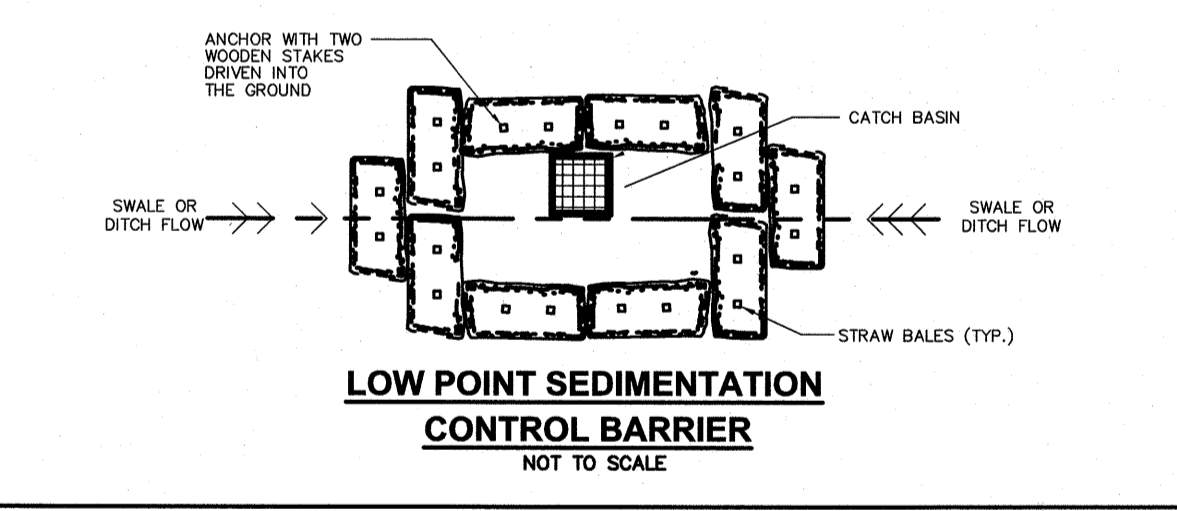 ANCHOR WITH TWO
WOODEN STAKES
DRIVEN INTO
THE GROUND
CATCH BASIN
SWALE OR
DITCH FLOW
SWALE OR
DITCH FLOW
STRAW BALES (TYP.)
LOW POINT SEDIMENTATION
CONTROL BARRIER
NOT TO SCALE